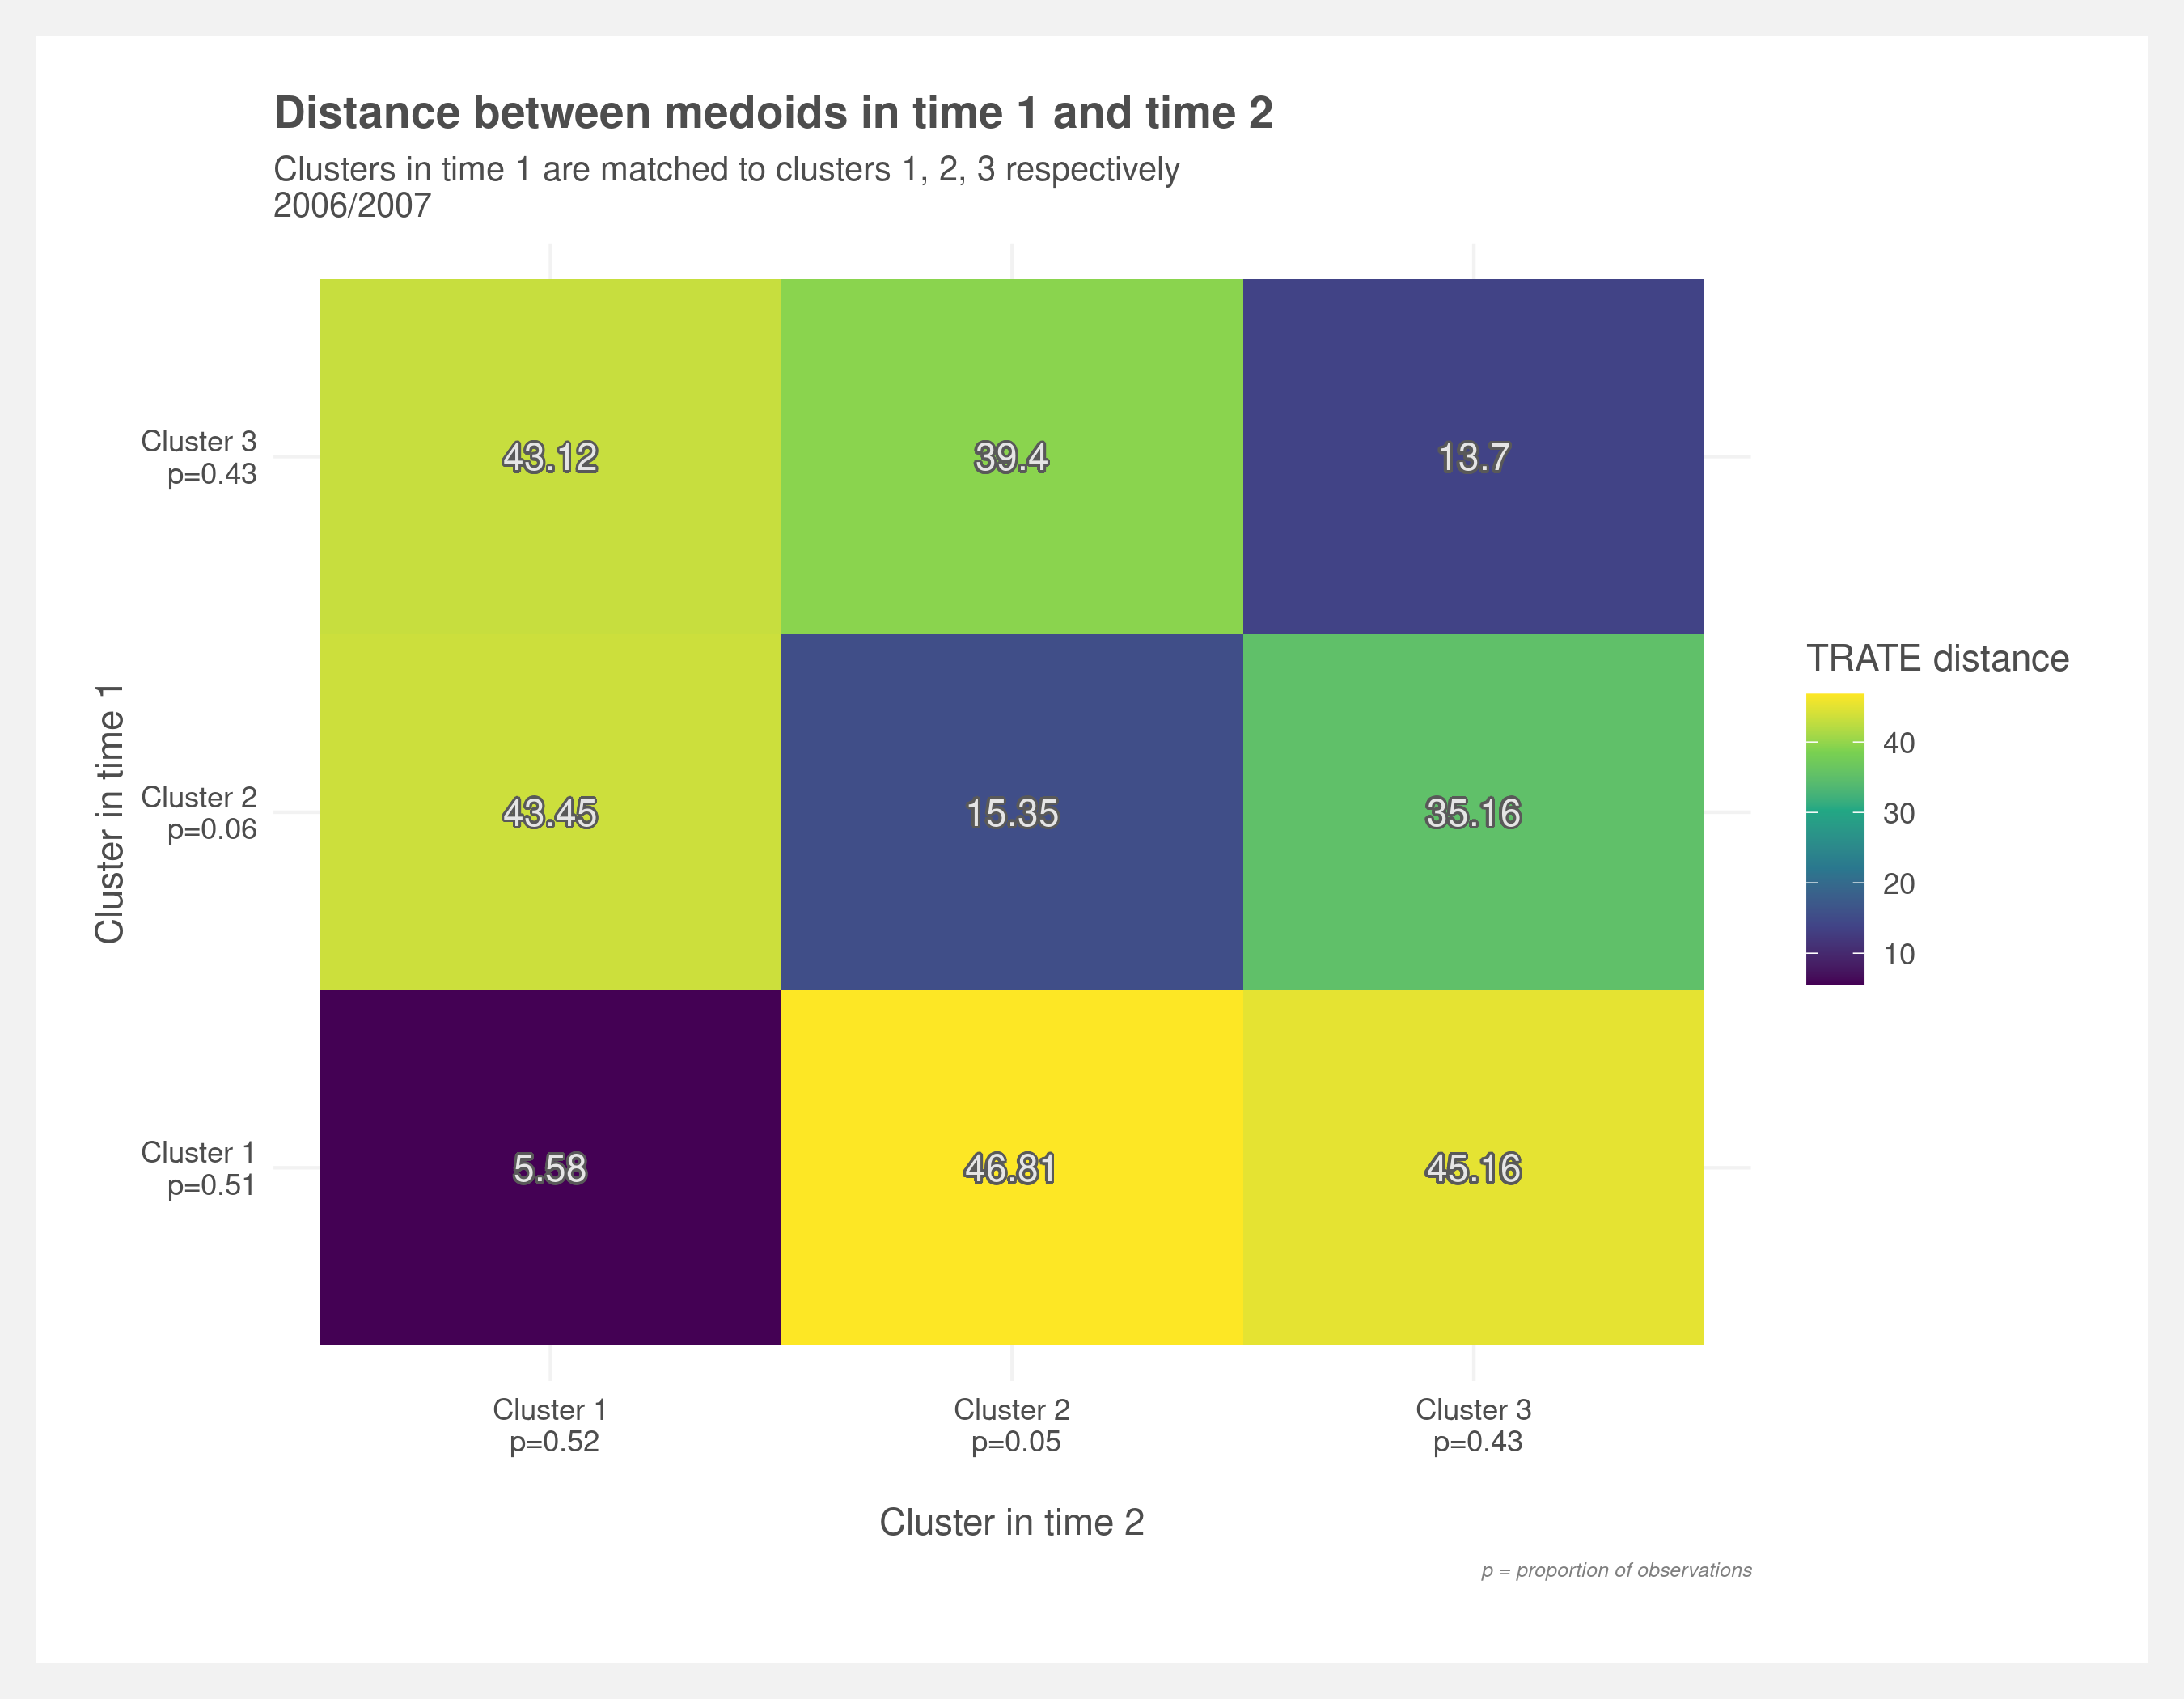 Distance between medoids in time 1 and time 2
Clusters in time 1 are matched to clusters 1, 2, 3 respectively
2006/2007
Cluster in time 1
Cluster 3
p=0.43
43.12
39.4
13.7
Cluster 2
p=0.06
43.45
15.35
35.16
Cluster 1
p=0.51
5.58
46.81
45.16
Cluster 1
p=0.52
Cluster 2
p=0.05
Cluster 3
p=0.43
Cluster in time 2
TRATE distance
40
30
20
10
p = proportion of observations